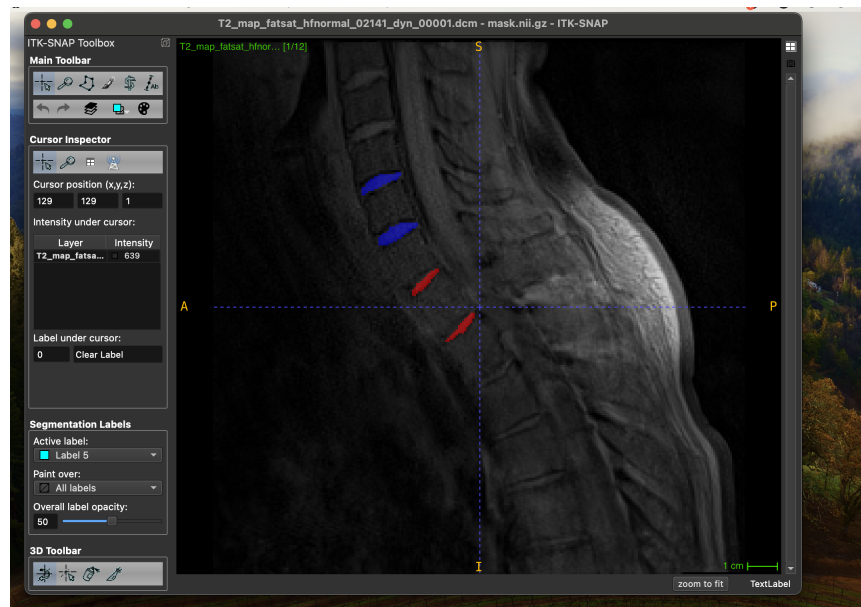 T2_map_fatsat_hfnormal_02141_dyn_00001.dcm - mask.nii.gz - ITK-SNAP
ITK-SNAP Toolbox
Main Toolbar
Ab
Cursor Inspector
Cursor position (x,y,z):
129 129 1
Intensity under cursor:
Layer Intensity
T2_map_fatsa... 639
Label under cursor:
0 Clear Label
Segmentation Labels
Active label:
Label 5
Paint over:
All labels
Overall label opacity:
50
3D Toolbar
T2_map_fatsat_hfnor... [1/12]
S
A
P
I
1 cm
zoom to fit
TextLabel